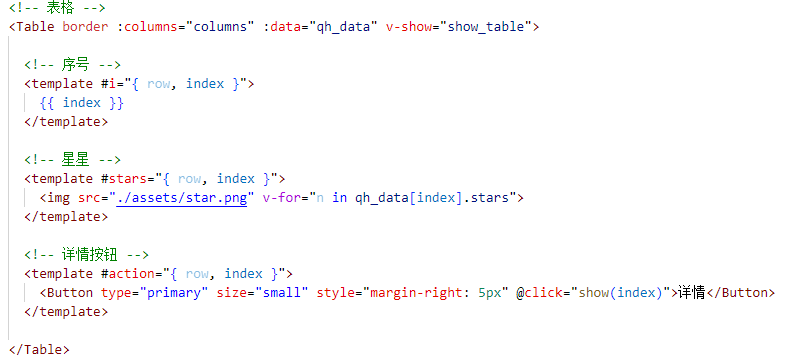 <!-- 表格 -->
<Table border :columns="columns" :data="qh_data" v-show="show_table">
<!-- 序号 -->
<template #i="{ row, index }">
{{ index }}
</template>
<!-- 星星 -->
<template #stars="{ row, index }">
<img src="./assets/star.png" v-for="n in qh_data[index].stars">
</template>
<!-- 详情按钮 -->
<template #action="{ row, index }">
<Button type="primary" size="small" style="margin-right: 5px" @click="show(index)">详情</Button>
</template>
</Table>